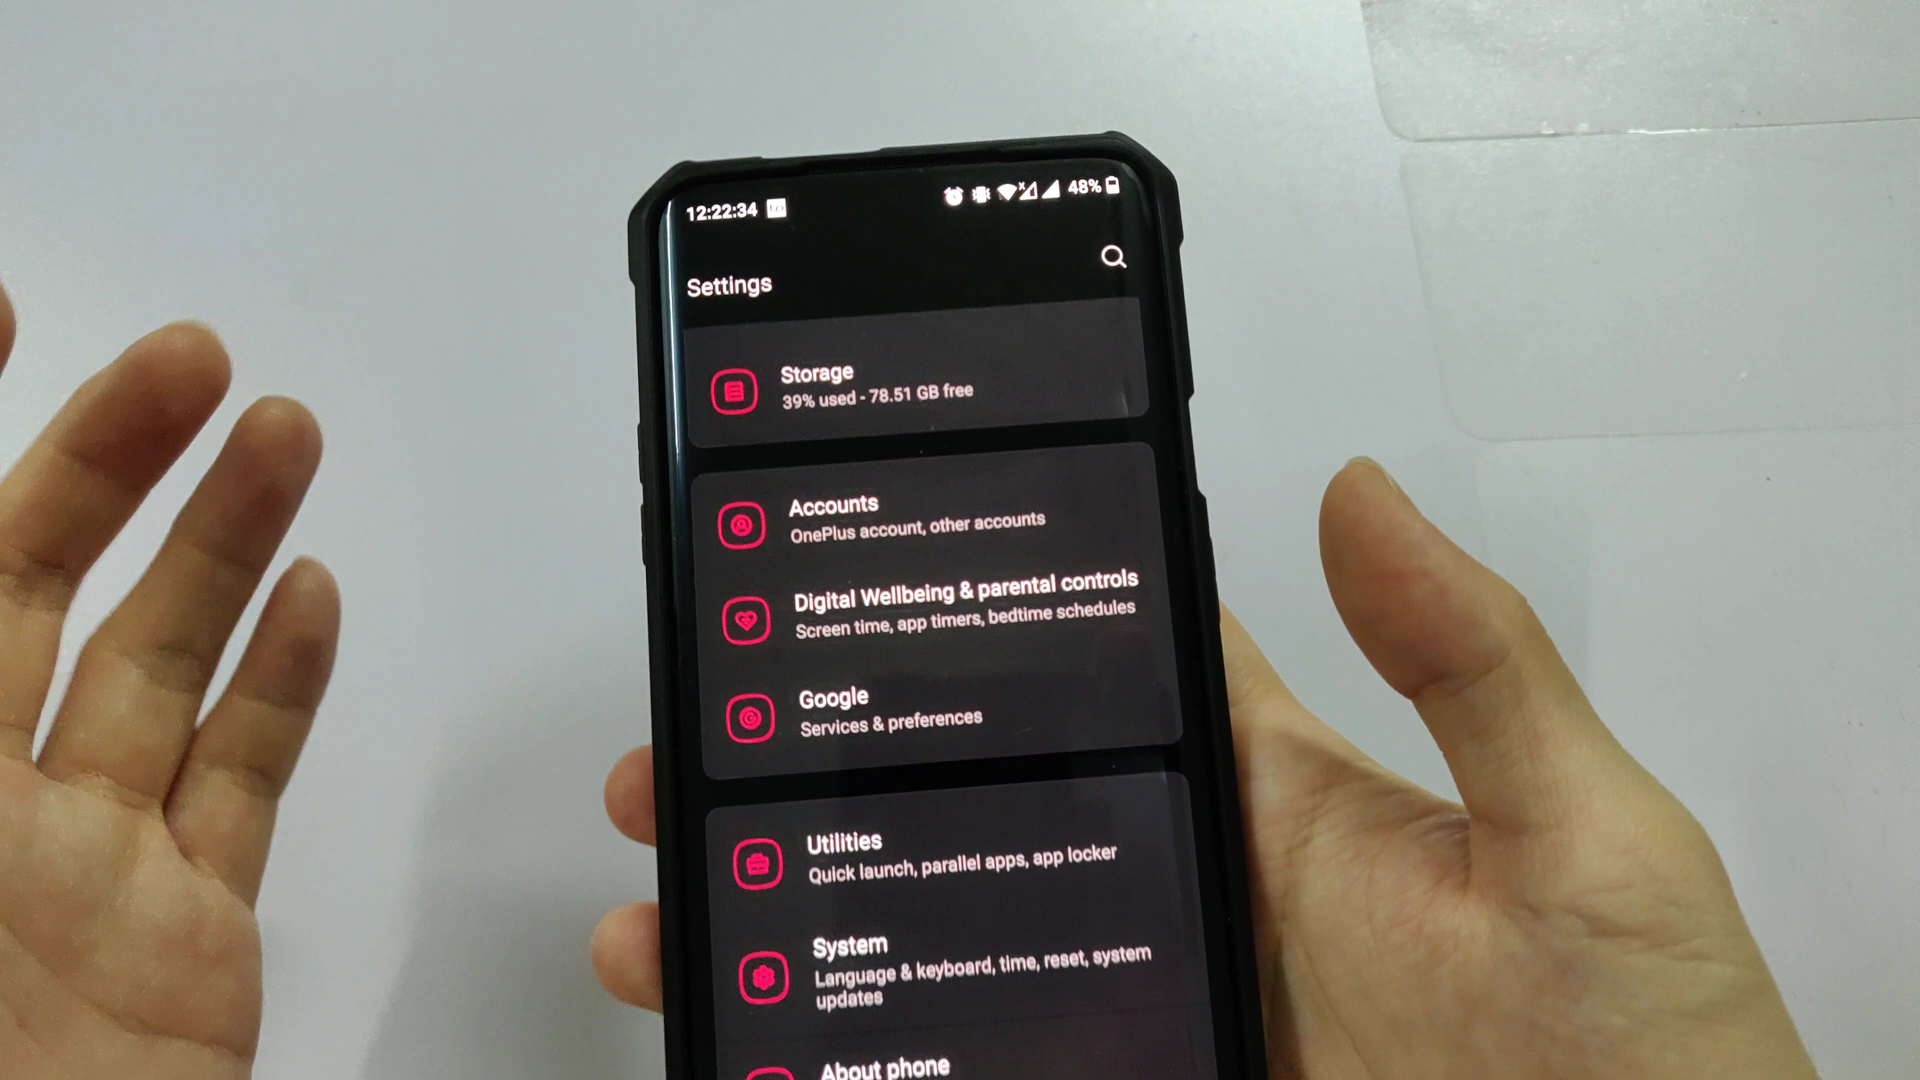 12:22:34
48%
Settings
Storage
39% used - 78.51 GB free
Accounts
OnePlus account, other accounts
Digital Wellbeing & parental controls
Screen time, app timers, bedtime schedules
Google
Services & preferences
Utilities
Quick launch, parallel apps, app locker
System
Language & keyboard, time, reset, system
updates
About phone